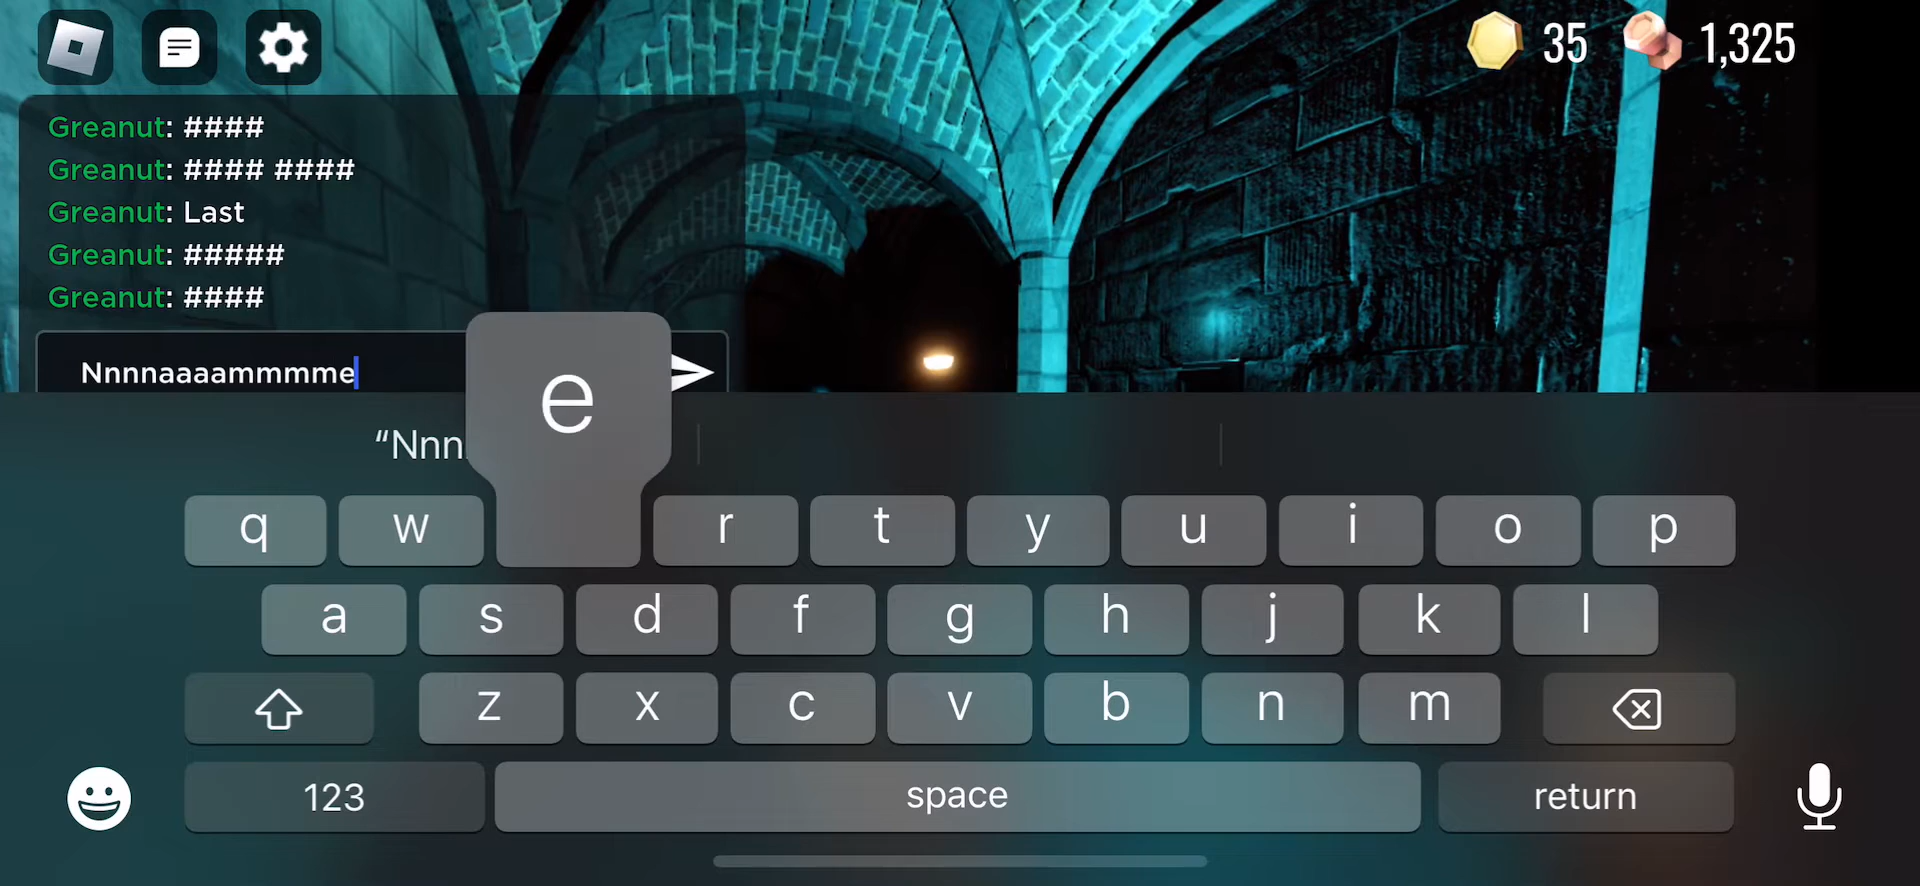 35 1,325
Greanut: ####
Greanut: #### ####
Greanut: Last
Greanut: #####
Greanut: ####
Nnnnaaaammmme
e
“Nnn
q w r t y u i o p
a s d f g h j k l
z x c v b n m
123 space return